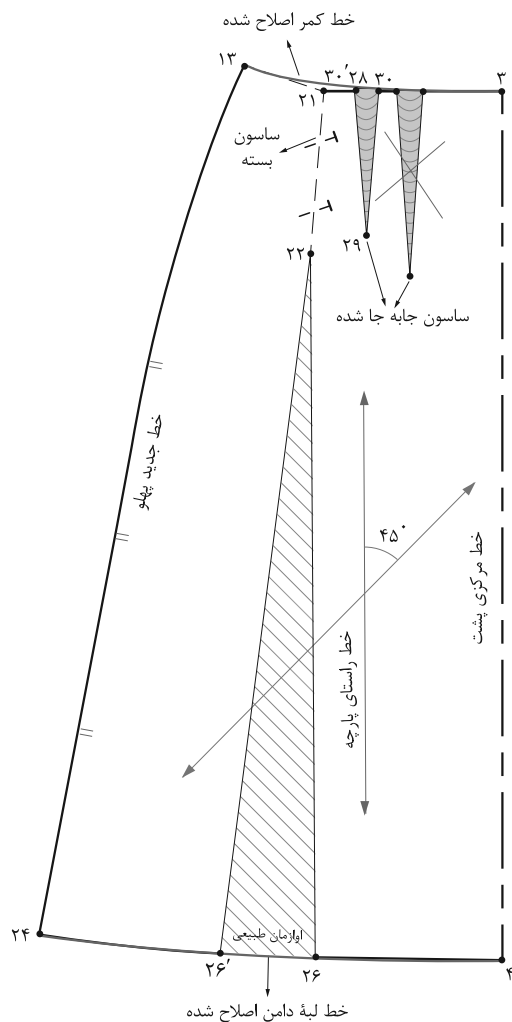 خط کمر اصلاح شده
۱۳
۳۰′
۲۸
۳۰
۳
۲۱
ساسون
بسته
۲۹
۲۲
ساسون جابه جا شده
خط جدید پهلو
۴۵°
خط مرکزی پشت
خط راستای پارچه
۲۴
اوازمان طبیعی
۲۶′
۲۶
۴
خط لبهٔ دامن اصلاح شده